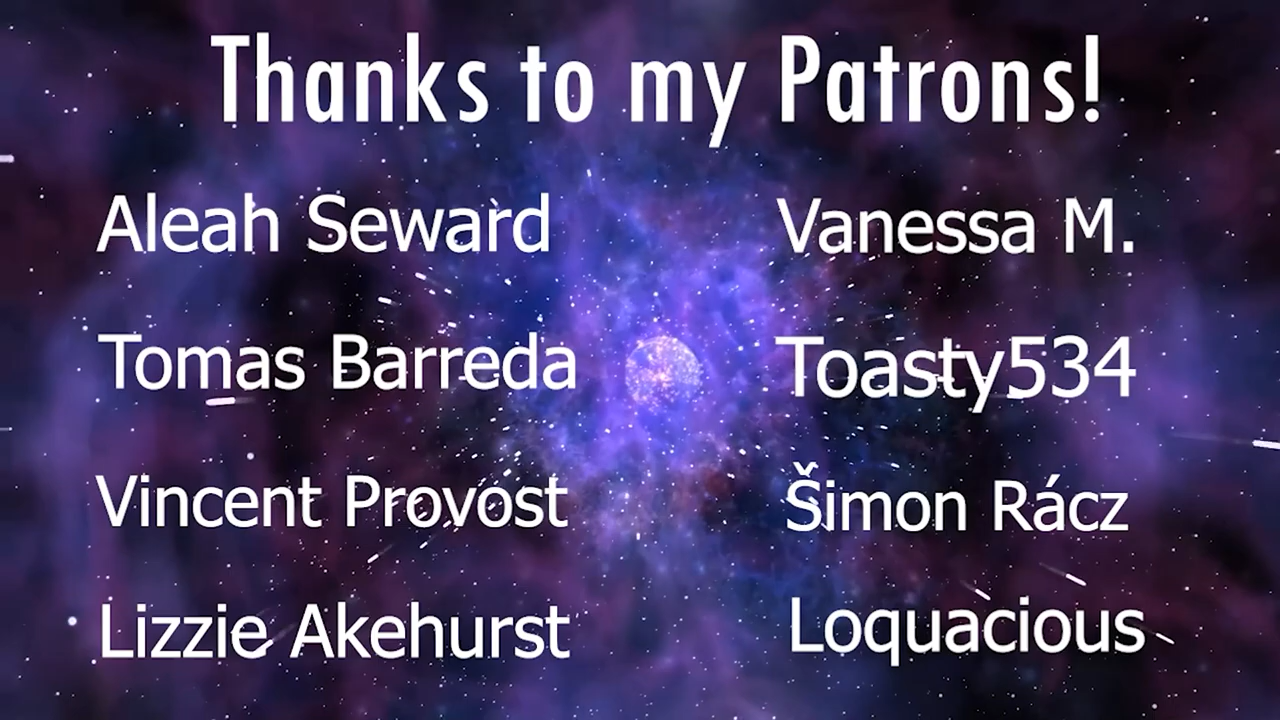 Thanks to my Patrons!
Aleah Seward
Vanessa M.
Tomas Barreda
Toasty534
Vincent Provost
Šimon Rácz
Lizzie Akehurst
Loquacious